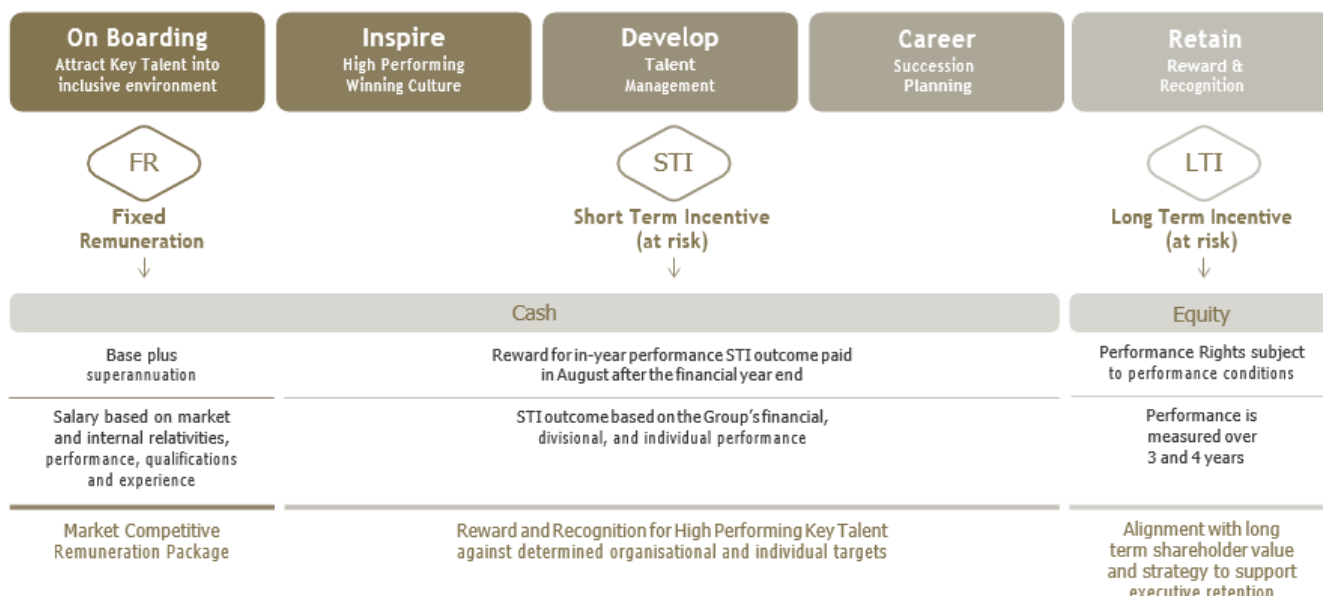 On Boarding
Attract Key Talent into
inclusive environment
Inspire
High Performing
Winning Culture
Develop
Talent
Management
Career
Succession
Planning
Retain
Reward &
Recognition
FR
Fixed
Remuneration
STI
Short Term Incentive
(at risk)
LTI
Long Term Incentive
(at risk)
Cash
Equity
Base plus
superannuation
Reward for in-year performance STI outcome paid
in August after the financial year end
Performance Rights subject
to performance conditions
Salary based on market
and internal relativities,
performance, qualifications
and experience
STI outcome based on the Group's financial,
divisional, and individual performance
Performance is
measured over
3 and 4 years
Market Competitive
Remuneration Package
Reward and Recognition for High Performing Key Talent
against determined organisational and individual targets
Alignment with long
term shareholder value
and strategy to support
executive retention